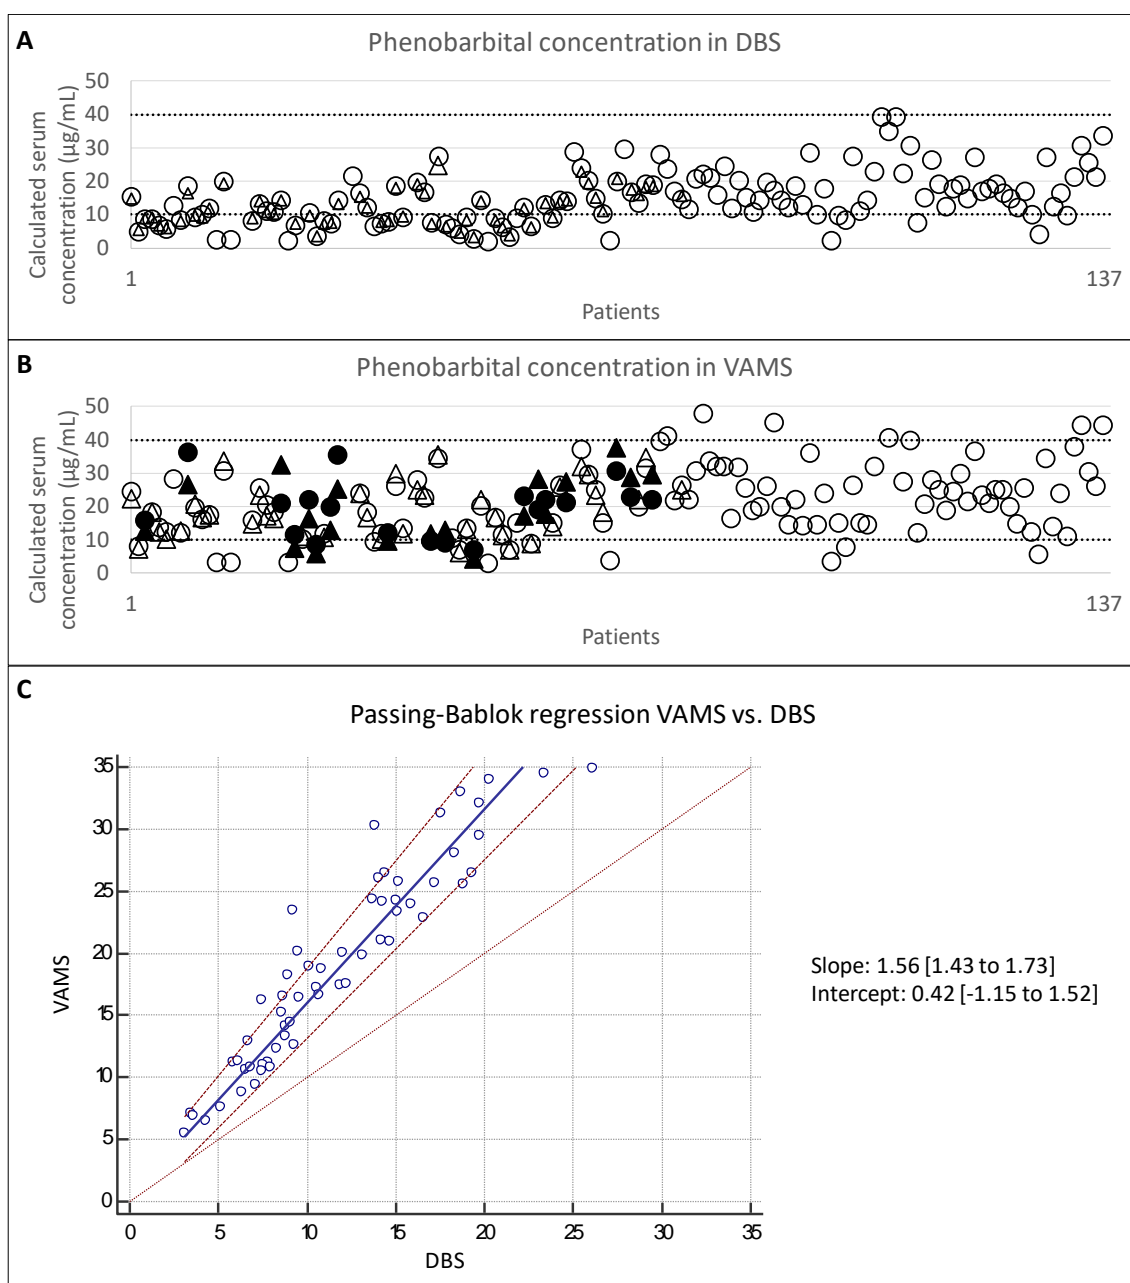 A
Phenobarbital concentration in DBS
Calculated serum
concentration (µg/mL)
50
40
30
20
10
0
1
137
Patients
B
Phenobarbital concentration in VAMS
Calculated serum
concentration (µg/mL)
50
40
30
20
10
0
1
137
Patients
C
Passing-Bablok regression VAMS vs. DBS
VAMS
35
30
25
20
15
10
5
0
0
5
10
15
20
25
30
35
DBS
Slope: 1.56 [1.43 to 1.73]
Intercept: 0.42 [-1.15 to 1.52]